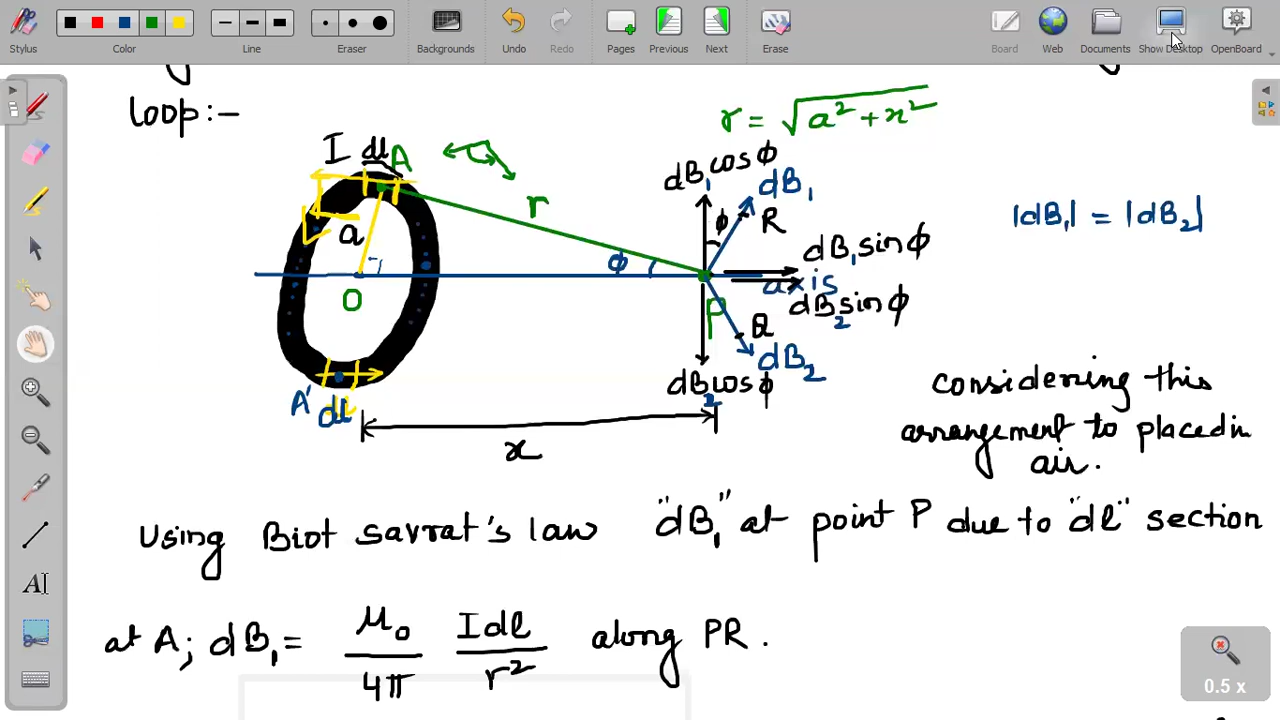 Stylus Color Line Eraser Backgrounds Undo Redo Pages Previous Next Erase Board Web Documents Show Desktop OpenBoard
loop:-
r = √a² + x²
I dl A
dB₁cosϕ
dB₁
r
ϕ R
|dB₁| = |dB₂|
a
ϕ
dB₁sinϕ
axis
O
P
dB₂sinϕ
Q
dB₂
A' dl
dB₂cosϕ
x
considering this
arrangement to placed in
air.
Using Biot savrat's law "dB₁" at point P due to "dl" section
at A; dB₁ = μ₀/4π Idl/r² along PR.
0.5 x